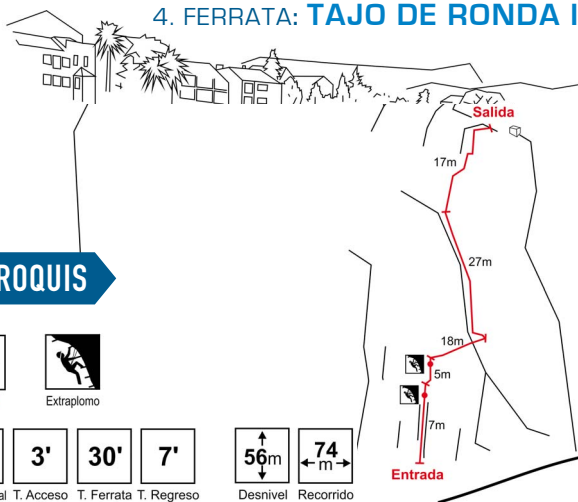 4. FERRATA: TAJO DE RONDA I
Salida
17m
27m
18m
5m
7m
Entrada
ROQUIS
Extraplomo
3' 30' 7' 56m 74 m
T. Acceso T. Ferrata T. Regreso Desnivel Recorrido